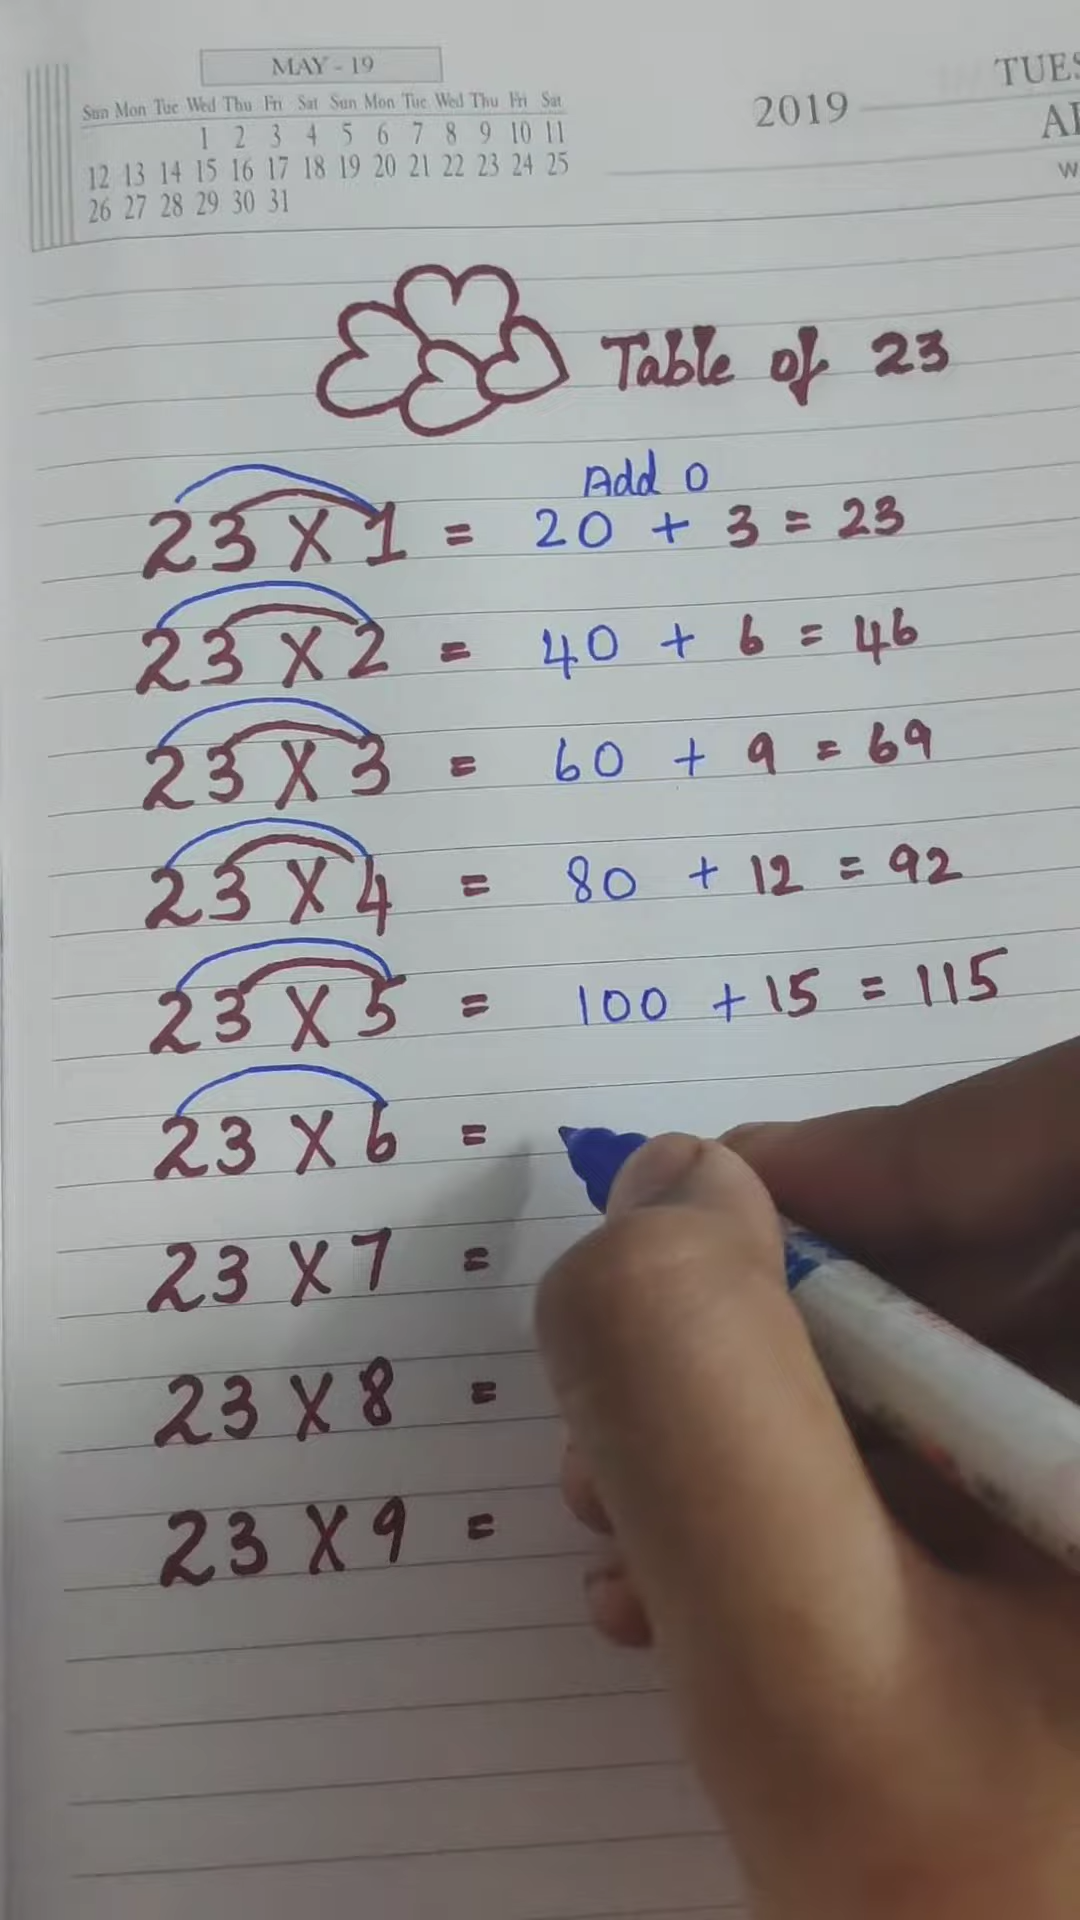 MAY - 19
Sun Mon Tue Wed Thu Fri Sat Sun Mon Tue Wed Thu Fri Sat
1 2 3 4 5 6 7 8 9 10 11
12 13 14 15 16 17 18 19 20 21 22 23 24 25
26 27 28 29 30 31
TUES
2019
W
Table of 23
Add 0
23 X 1 = 20 + 3 = 23
23 X 2 = 40 + 6 = 46
23 X 3 = 60 + 9 = 69
23 X 4 = 80 + 12 = 92
23 X 5 = 100 + 15 = 115
23 X 6 =
23 X 7 =
23 X 8 =
23 X 9 =